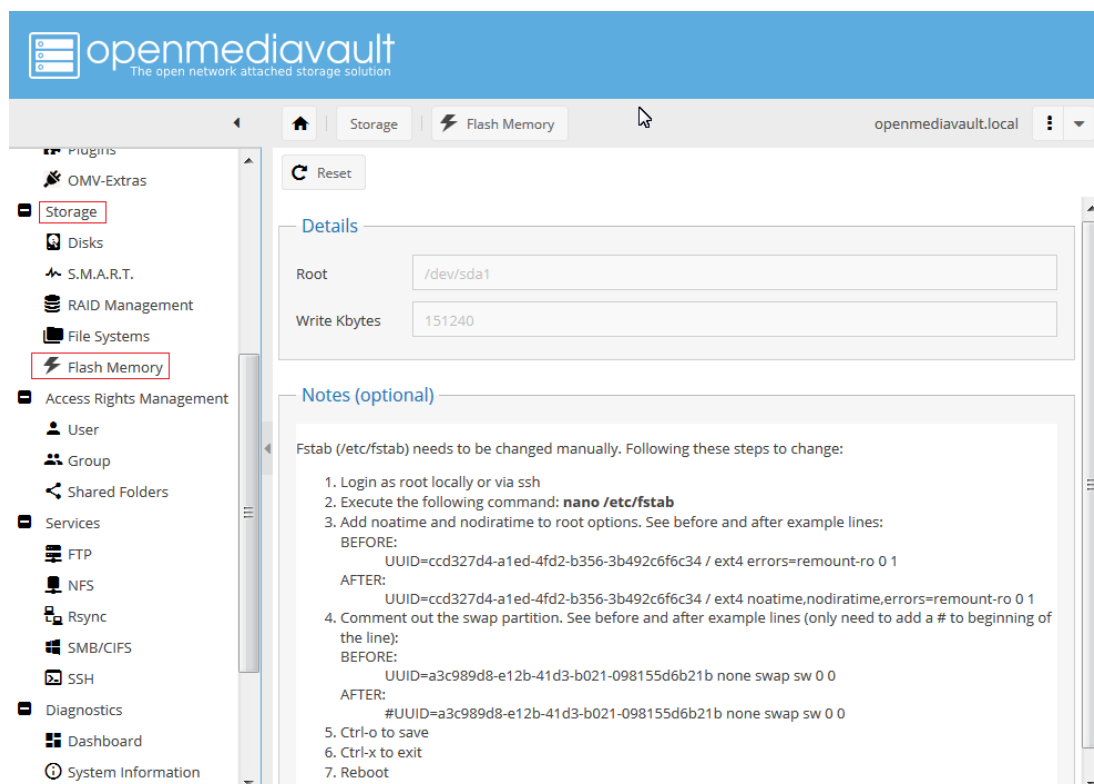 openmediavault
The open network attached storage solution
Storage
Flash Memory
openmediavault.local
Plugins
OMV-Extras
Storage
Disks
S.M.A.R.T.
RAID Management
File Systems
Flash Memory
Access Rights Management
User
Group
Shared Folders
Services
FTP
NFS
Rsync
SMB/CIFS
SSH
Diagnostics
Dashboard
System Information
Reset
Details
Root
/dev/sda1
Write Kbytes
151240
Notes (optional)
Fstab (/etc/fstab) needs to be changed manually. Following these steps to change:
1. Login as root locally or via ssh
2. Execute the following command: nano /etc/fstab
3. Add noatime and nodiratime to root options. See before and after example lines:
BEFORE:
UUID=ccd327d4-a1ed-4fd2-b356-3b492c6f6c34 / ext4 errors=remount-ro 0 1
AFTER:
UUID=ccd327d4-a1ed-4fd2-b356-3b492c6f6c34 / ext4 noatime,nodiratime,errors=remount-ro 0 1
4. Comment out the swap partition. See before and after example lines (only need to add a # to beginning of
the line):
BEFORE:
UUID=a3c989d8-e12b-41d3-b021-098155d6b21b none swap sw 0 0
AFTER:
#UUID=a3c989d8-e12b-41d3-b021-098155d6b21b none swap sw 0 0
5. Ctrl-o to save
6. Ctrl-x to exit
7. Reboot